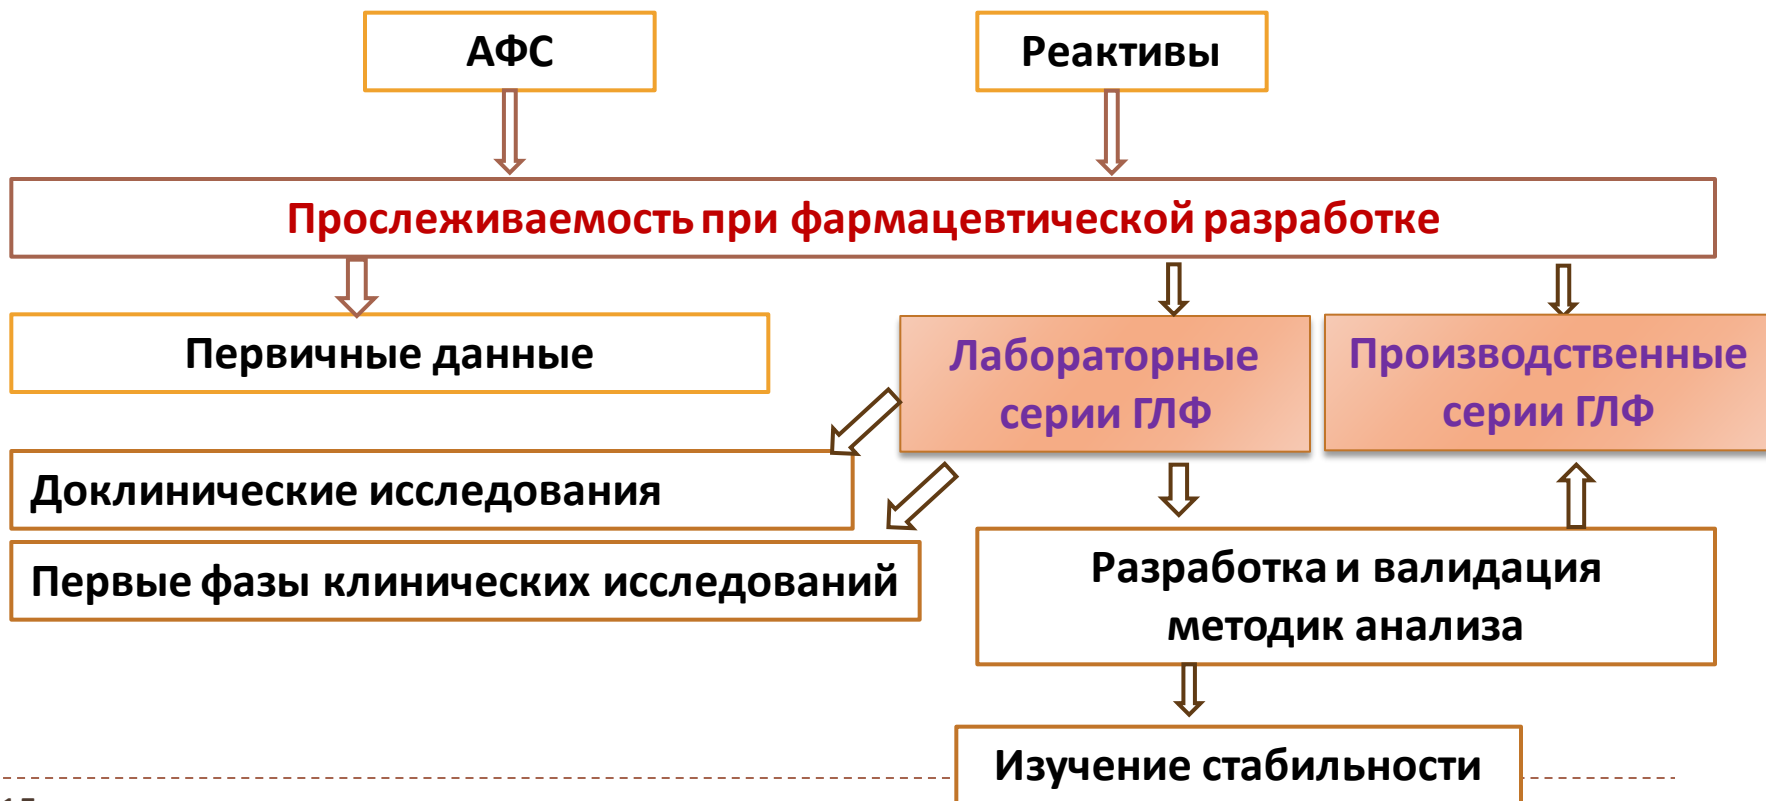 АФС
Реактивы
Прослеживаемость при фармацевтической разработке
Первичные данные
Лабораторные
серии ГЛФ
Производственные
серии ГЛФ
Доклинические исследования
Первые фазы клинических исследований
Разработка и валидация
методик анализа
Изучение стабильности